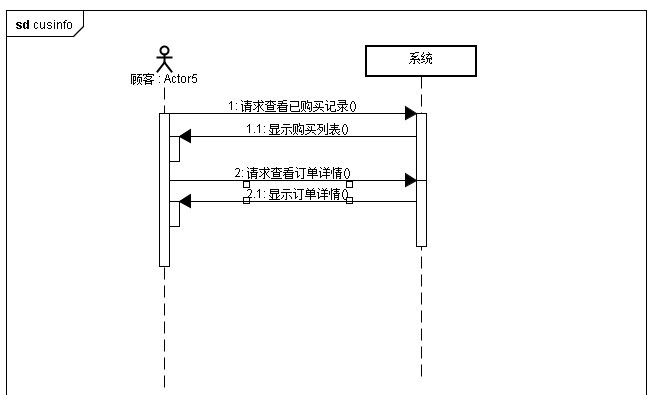 sd cusinfo
顾客 : Actor5
系统
1: 请求查看已购买记录()
1.1: 显示购买列表()
2: 请求查看订单详情()
2.1: 显示订单详情()